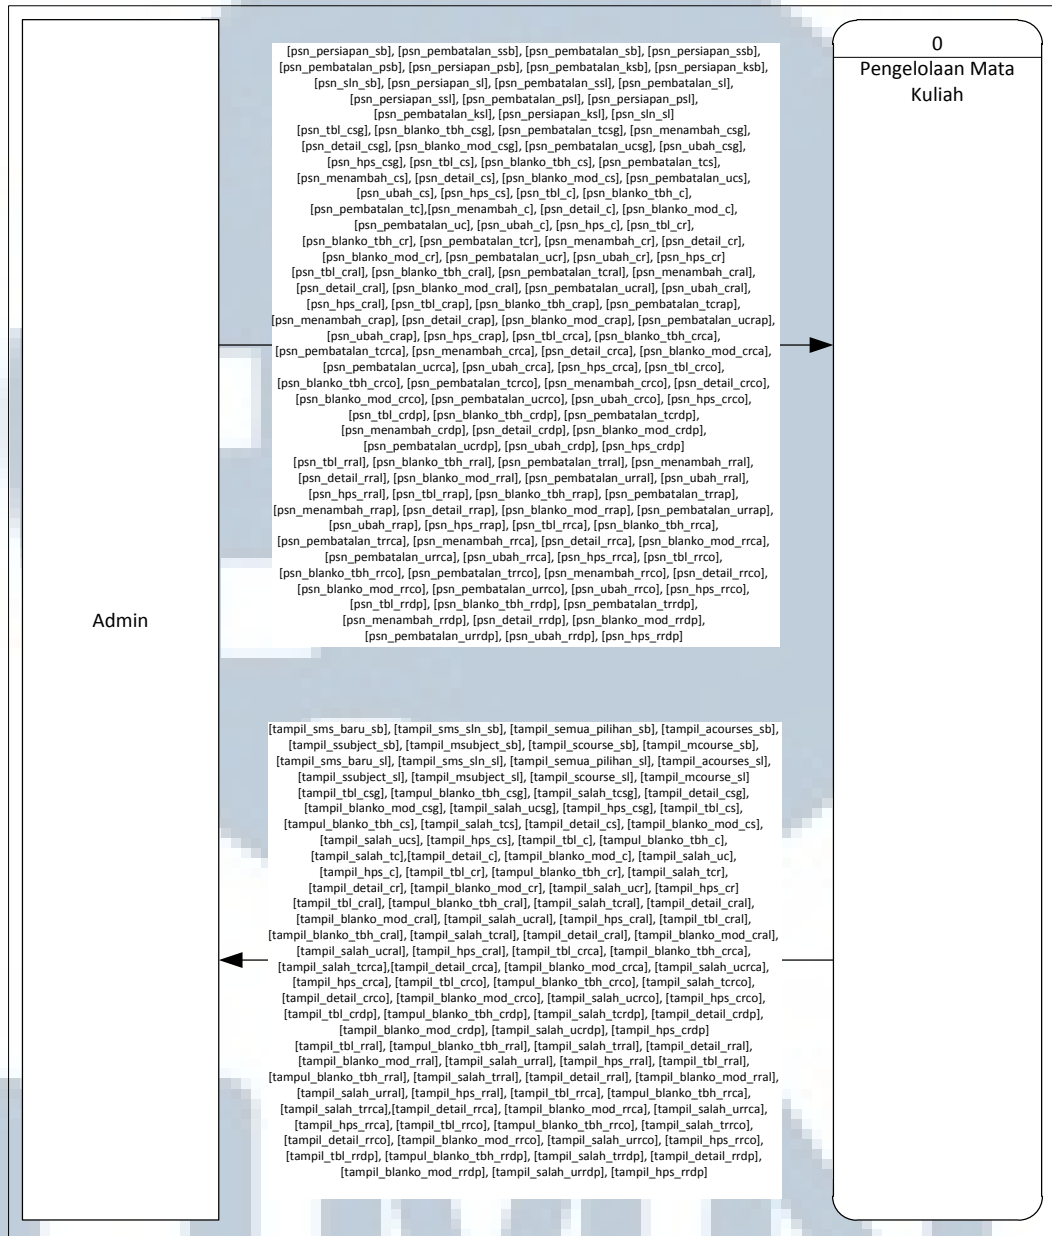 Admin
[psn_persiapan_sb], [psn_pembatalan_ssb], [psn_pembatalan_sb], [psn_persiapan_ssb],
[psn_pembatalan_psb], [psn_persiapan_psb], [psn_pembatalan_ksb], [psn_persiapan_ksb],
[psn_sln_sb], [psn_persiapan_sl], [psn_pembatalan_ssl], [psn_pembatalan_sl],
[psn_persiapan_ssl], [psn_pembatalan_psl], [psn_persiapan_psl],
[psn_pembatalan_ksl], [psn_persiapan_ksl], [psn_sln_sl]
[psn_tbl_csg], [psn_blanko_tbh_csg], [psn_pembatalan_tcsg], [psn_menambah_csg],
[psn_detail_csg], [psn_blanko_mod_csg], [psn_pembatalan_ucsg], [psn_ubah_csg],
[psn_hps_csg], [psn_tbl_cs], [psn_blanko_tbh_cs], [psn_pembatalan_tcs],
[psn_menambah_cs], [psn_detail_cs], [psn_blanko_mod_cs], [psn_pembatalan_ucs],
[psn_ubah_cs], [psn_hps_cs], [psn_tbl_c], [psn_blanko_tbh_c],
[psn_pembatalan_tc],[psn_menambah_c], [psn_detail_c], [psn_blanko_mod_c],
[psn_pembatalan_uc], [psn_ubah_c], [psn_hps_c], [psn_tbl_cr],
[psn_blanko_tbh_cr], [psn_pembatalan_tcr], [psn_menambah_cr], [psn_detail_cr],
[psn_blanko_mod_cr], [psn_pembatalan_ucr], [psn_ubah_cr], [psn_hps_cr]
[psn_tbl_cral], [psn_blanko_tbh_cral], [psn_pembatalan_tcral], [psn_menambah_cral],
[psn_detail_cral], [psn_blanko_mod_cral], [psn_pembatalan_ucral], [psn_ubah_cral],
[psn_hps_cral], [psn_tbl_crap], [psn_blanko_tbh_crap], [psn_pembatalan_tcrap],
[psn_menambah_crap], [psn_detail_crap], [psn_blanko_mod_crap], [psn_pembatalan_ucrap],
[psn_ubah_crap], [psn_hps_crap], [psn_tbl_crca], [psn_blanko_tbh_crca],
[psn_pembatalan_tcrca], [psn_menambah_crca], [psn_detail_crca], [psn_blanko_mod_crca],
[psn_pembatalan_ucrca], [psn_ubah_crca], [psn_hps_crca], [psn_tbl_crco],
[psn_blanko_tbh_crco], [psn_pembatalan_tcrco], [psn_menambah_crco], [psn_detail_crco],
[psn_blanko_mod_crco], [psn_pembatalan_ucrco], [psn_ubah_crco], [psn_hps_crco],
[psn_tbl_crdp], [psn_blanko_tbh_crdp], [psn_pembatalan_tcrdp],
[psn_menambah_crdp], [psn_detail_crdp], [psn_blanko_mod_crdp],
[psn_pembatalan_ucrdp], [psn_ubah_crdp], [psn_hps_crdp]
[psn_tbl_rral], [psn_blanko_tbh_rral], [psn_pembatalan_trral], [psn_menambah_rral],
[psn_detail_rral], [psn_blanko_mod_rral], [psn_pembatalan_urral], [psn_ubah_rral],
[psn_hps_rral], [psn_tbl_rrap], [psn_blanko_tbh_rrap], [psn_pembatalan_trrap],
[psn_menambah_rrap], [psn_detail_rrap], [psn_blanko_mod_rrap], [psn_pembatalan_urrap],
[psn_ubah_rrap], [psn_hps_rrap], [psn_tbl_rrca], [psn_blanko_tbh_rrca],
[psn_pembatalan_trrca], [psn_menambah_rrca], [psn_detail_rrca], [psn_blanko_mod_rrca],
[psn_pembatalan_urrca], [psn_ubah_rrca], [psn_hps_rrca], [psn_tbl_rrco],
[psn_blanko_tbh_rrco], [psn_pembatalan_trrco], [psn_menambah_rrco], [psn_detail_rrco],
[psn_blanko_mod_rrco], [psn_pembatalan_urrco], [psn_ubah_rrco], [psn_hps_rrco],
[psn_tbl_rrdp], [psn_blanko_tbh_rrdp], [psn_pembatalan_trrdp],
[psn_menambah_rrdp], [psn_detail_rrdp], [psn_blanko_mod_rrdp],
[psn_pembatalan_urrdp], [psn_ubah_rrdp], [psn_hps_rrdp]
[tampil_sms_baru_sb], [tampil_sms_sln_sb], [tampil_semua_pilihan_sb], [tampil_acourses_sb],
[tampil_ssubject_sb], [tampil_msubject_sb], [tampil_scourse_sb], [tampil_mcourse_sb],
[tampil_sms_baru_sl], [tampil_sms_sln_sl], [tampil_semua_pilihan_sl], [tampil_acourses_sl],
[tampil_ssubject_sl], [tampil_msubject_sl], [tampil_scourse_sl], [tampil_mcourse_sl]
[tampil_tbl_csg], [tampul_blanko_tbh_csg], [tampil_salah_tcsg], [tampil_detail_csg],
[tampil_blanko_mod_csg], [tampil_salah_ucsg], [tampil_hps_csg], [tampil_tbl_cs],
[tampul_blanko_tbh_cs], [tampil_salah_tcs], [tampil_detail_cs], [tampil_blanko_mod_cs],
[tampil_salah_ucs], [tampil_hps_cs], [tampil_tbl_c], [tampul_blanko_tbh_c],
[tampil_salah_tc],[tampil_detail_c], [tampil_blanko_mod_c], [tampil_salah_uc],
[tampil_hps_c], [tampil_tbl_cr], [tampul_blanko_tbh_cr], [tampil_salah_tcr],
[tampil_detail_cr], [tampil_blanko_mod_cr], [tampil_salah_ucr], [tampil_hps_cr]
[tampil_tbl_cral], [tampul_blanko_tbh_cral], [tampil_salah_tcral], [tampil_detail_cral],
[tampil_blanko_mod_cral], [tampil_salah_ucral], [tampil_hps_cral], [tampil_tbl_cral],
[tampil_blanko_tbh_cral], [tampil_salah_tcral], [tampil_detail_cral], [tampil_blanko_mod_cral],
[tampil_salah_ucral], [tampil_hps_cral], [tampil_tbl_crca], [tampil_blanko_tbh_crca],
[tampil_salah_tcrca],[tampil_detail_crca], [tampil_blanko_mod_crca], [tampil_salah_ucrca],
[tampil_hps_crca], [tampil_tbl_crco], [tampul_blanko_tbh_crco], [tampil_salah_tcrco],
[tampil_detail_crco], [tampil_blanko_mod_crco], [tampil_salah_ucrco], [tampil_hps_crco],
[tampil_tbl_crdp], [tampul_blanko_tbh_crdp], [tampil_salah_tcrdp], [tampil_detail_crdp],
[tampil_blanko_mod_crdp], [tampil_salah_ucrdp], [tampil_hps_crdp]
[tampil_tbl_rral], [tampul_blanko_tbh_rral], [tampil_salah_trral], [tampil_detail_rral],
[tampil_blanko_mod_rral], [tampil_salah_urral], [tampil_hps_rral], [tampil_tbl_rral],
[tampul_blanko_tbh_rral], [tampil_salah_trral], [tampil_detail_rral], [tampil_blanko_mod_rral],
[tampil_salah_urral], [tampil_hps_rral], [tampil_tbl_rrca], [tampul_blanko_tbh_rrca],
[tampil_salah_trrca],[tampil_detail_rrca], [tampil_blanko_mod_rrca], [tampil_salah_urrca],
[tampil_hps_rrca], [tampil_tbl_rrco], [tampul_blanko_tbh_rrco], [tampil_salah_trrco],
[tampil_detail_rrco], [tampil_blanko_mod_rrco], [tampil_salah_urrco], [tampil_hps_rrco],
[tampil_tbl_rrdp], [tampul_blanko_tbh_rrdp], [tampil_salah_trrdp], [tampil_detail_rrdp],
[tampil_blanko_mod_rrdp], [tampil_salah_urrdp], [tampil_hps_rrdp]
0
Pengelolaan Mata
Kuliah